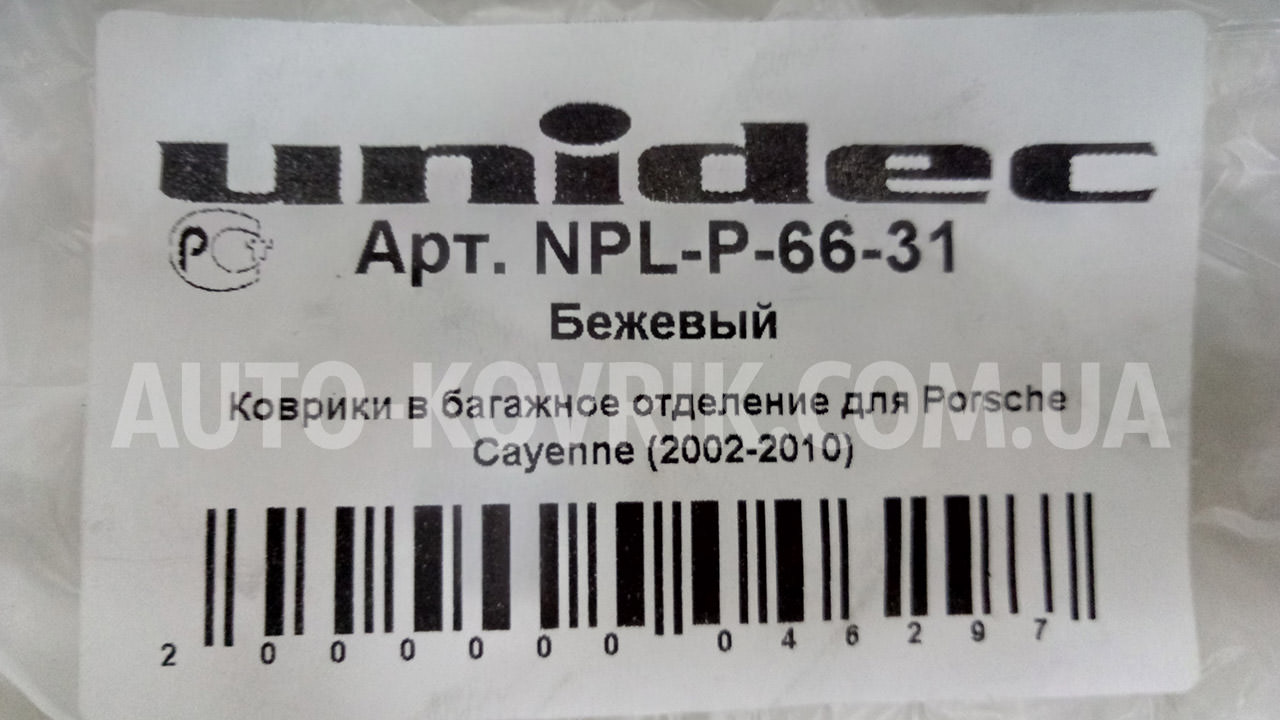 unidec
РС Арт. NPL-P-66-31
Бежевый
AUTO-KOVRIK.COM.UA
Коврики в багажное отделение для Porsche
Cayenne (2002-2010)
2 000000 046297